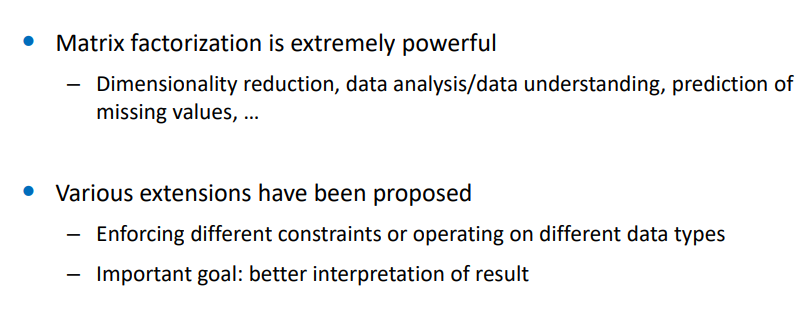 • Matrix factorization is extremely powerful
– Dimensionality reduction, data analysis/data understanding, prediction of
missing values, …
• Various extensions have been proposed
– Enforcing different constraints or operating on different data types
– Important goal: better interpretation of result